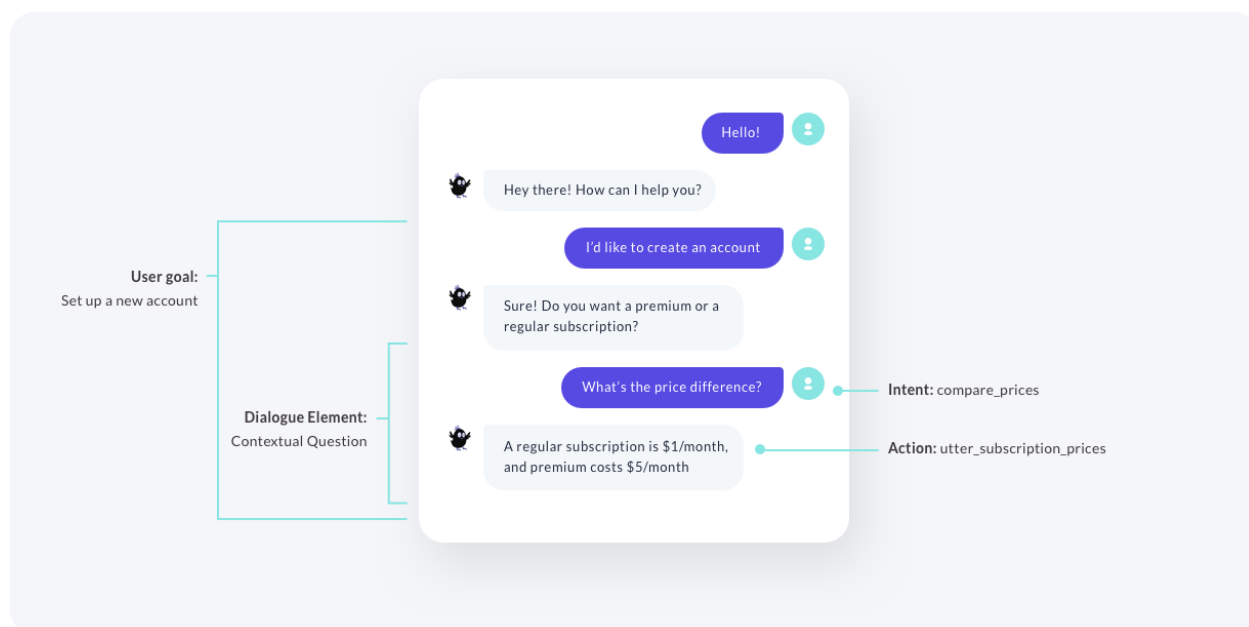 Hello!
Hey there! How can I help you?
I'd like to create an account
User goal:
Set up a new account
Sure! Do you want a premium or a
regular subscription?
What's the price difference?
Intent: compare_prices
Dialogue Element:
Contextual Question
A regular subscription is $1/month,
and premium costs $5/month
Action: utter_subscription_prices